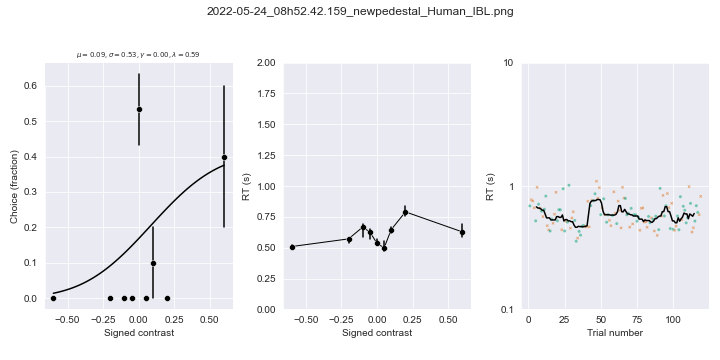 2022-05-24_08h52.42.159_newpedestal_Human_IBL.png
μ = 0.09, σ = 0.53, γ = 0.00, λ = 0.59
Choice (fraction)
0.6
0.5
0.4
0.3
0.2
0.1
0.0
−0.50 −0.25 0.00 0.25 0.50
Signed contrast
RT (s)
2.00
1.75
1.50
1.25
1.00
0.75
0.50
0.25
0.00
−0.50 −0.25 0.00 0.25 0.50
Signed contrast
RT (s)
10
1
0.1
0 25 50 75 100
Trial number